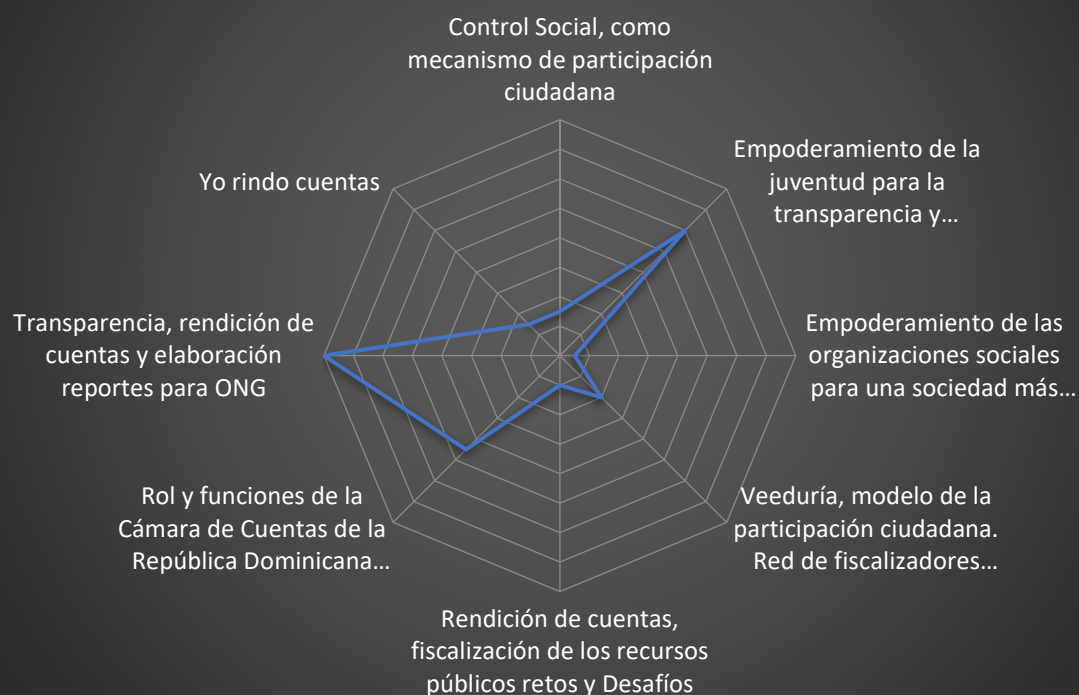 Control Social, como
mecanismo de participación
ciudadana
Empoderamiento de la
juventud para la
transparencia y...
Empoderamiento de las
organizaciones sociales
para una sociedad más...
Veeduría, modelo de la
participación ciudadana.
Red de fiscalizadores...
Rendición de cuentas,
fiscalización de los recursos
públicos retos y Desafíos
Rol y funciones de la
Cámara de Cuentas de la
República Dominicana...
Transparencia, rendición de
cuentas y elaboración
reportes para ONG
Yo rindo cuentas